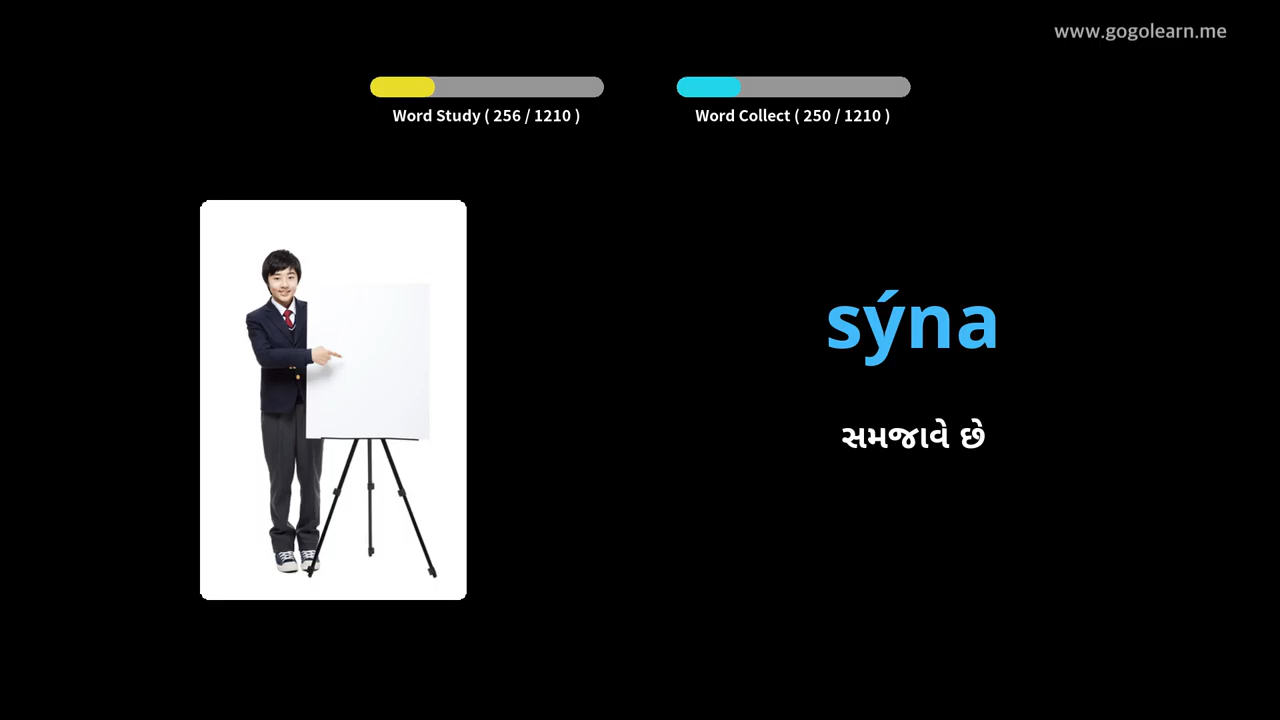 www.gogolearn.me
Word Study ( 256 / 1210 )
Word Collect ( 250 / 1210 )
sýna
સમજાવે છે